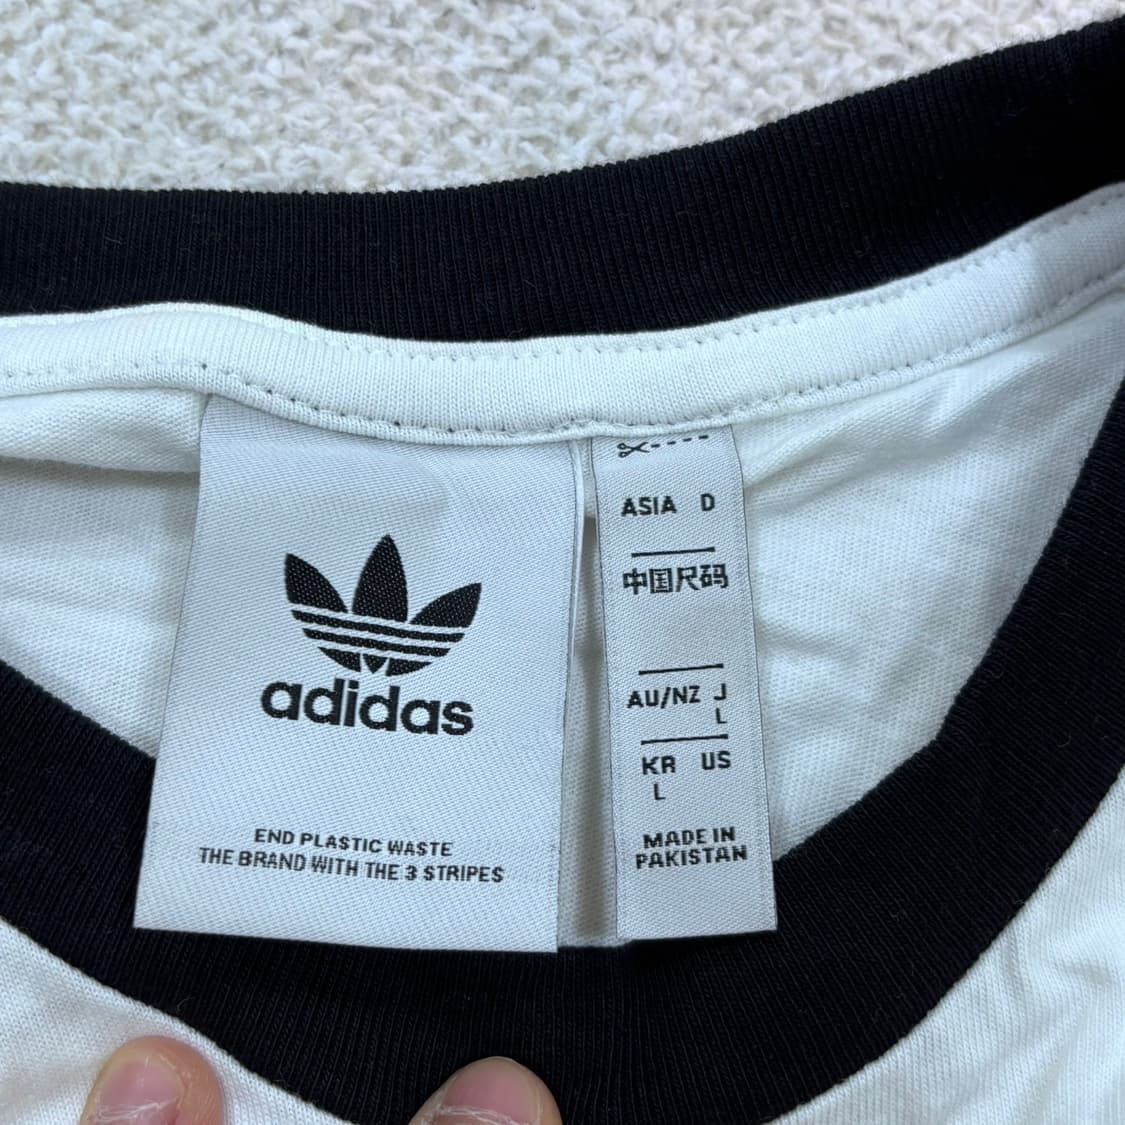 adidas
END PLASTIC WASTE
THE BRAND WITH THE 3 STRIPES
ASIA D
中国尺码
AU/NZ J
L
KR US
L
MADE IN
PAKISTAN